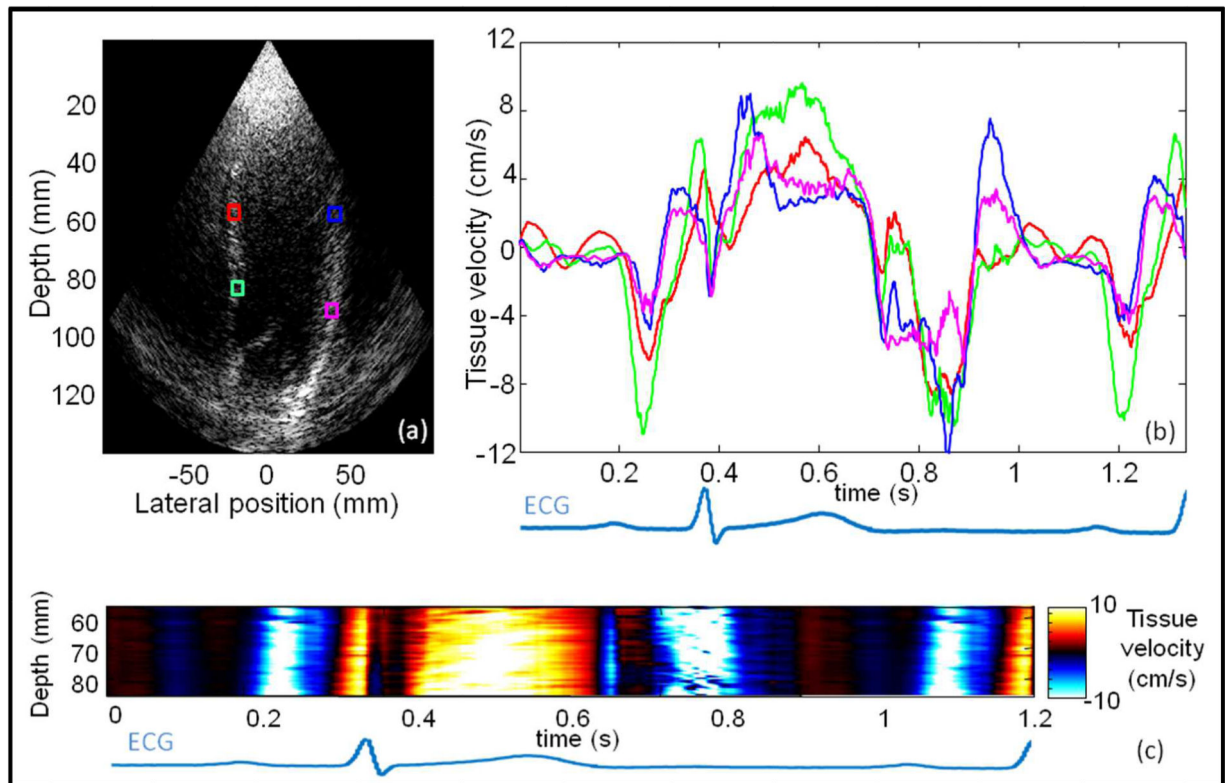 20
40
60
80
100
120
Depth (mm)
(a)
-50 0 50
Lateral position (mm)
12
8
4
0
-4
-8
-12
Tissue velocity (cm/s)
(b)
0.2 0.4 0.6 0.8 1 1.2
time (s)
ECG
60
70
80
Depth (mm)
10
-10
Tissue
velocity
(cm/s)
0 0.2 0.4 0.6 0.8 1 1.2
time (s)
ECG
(c)